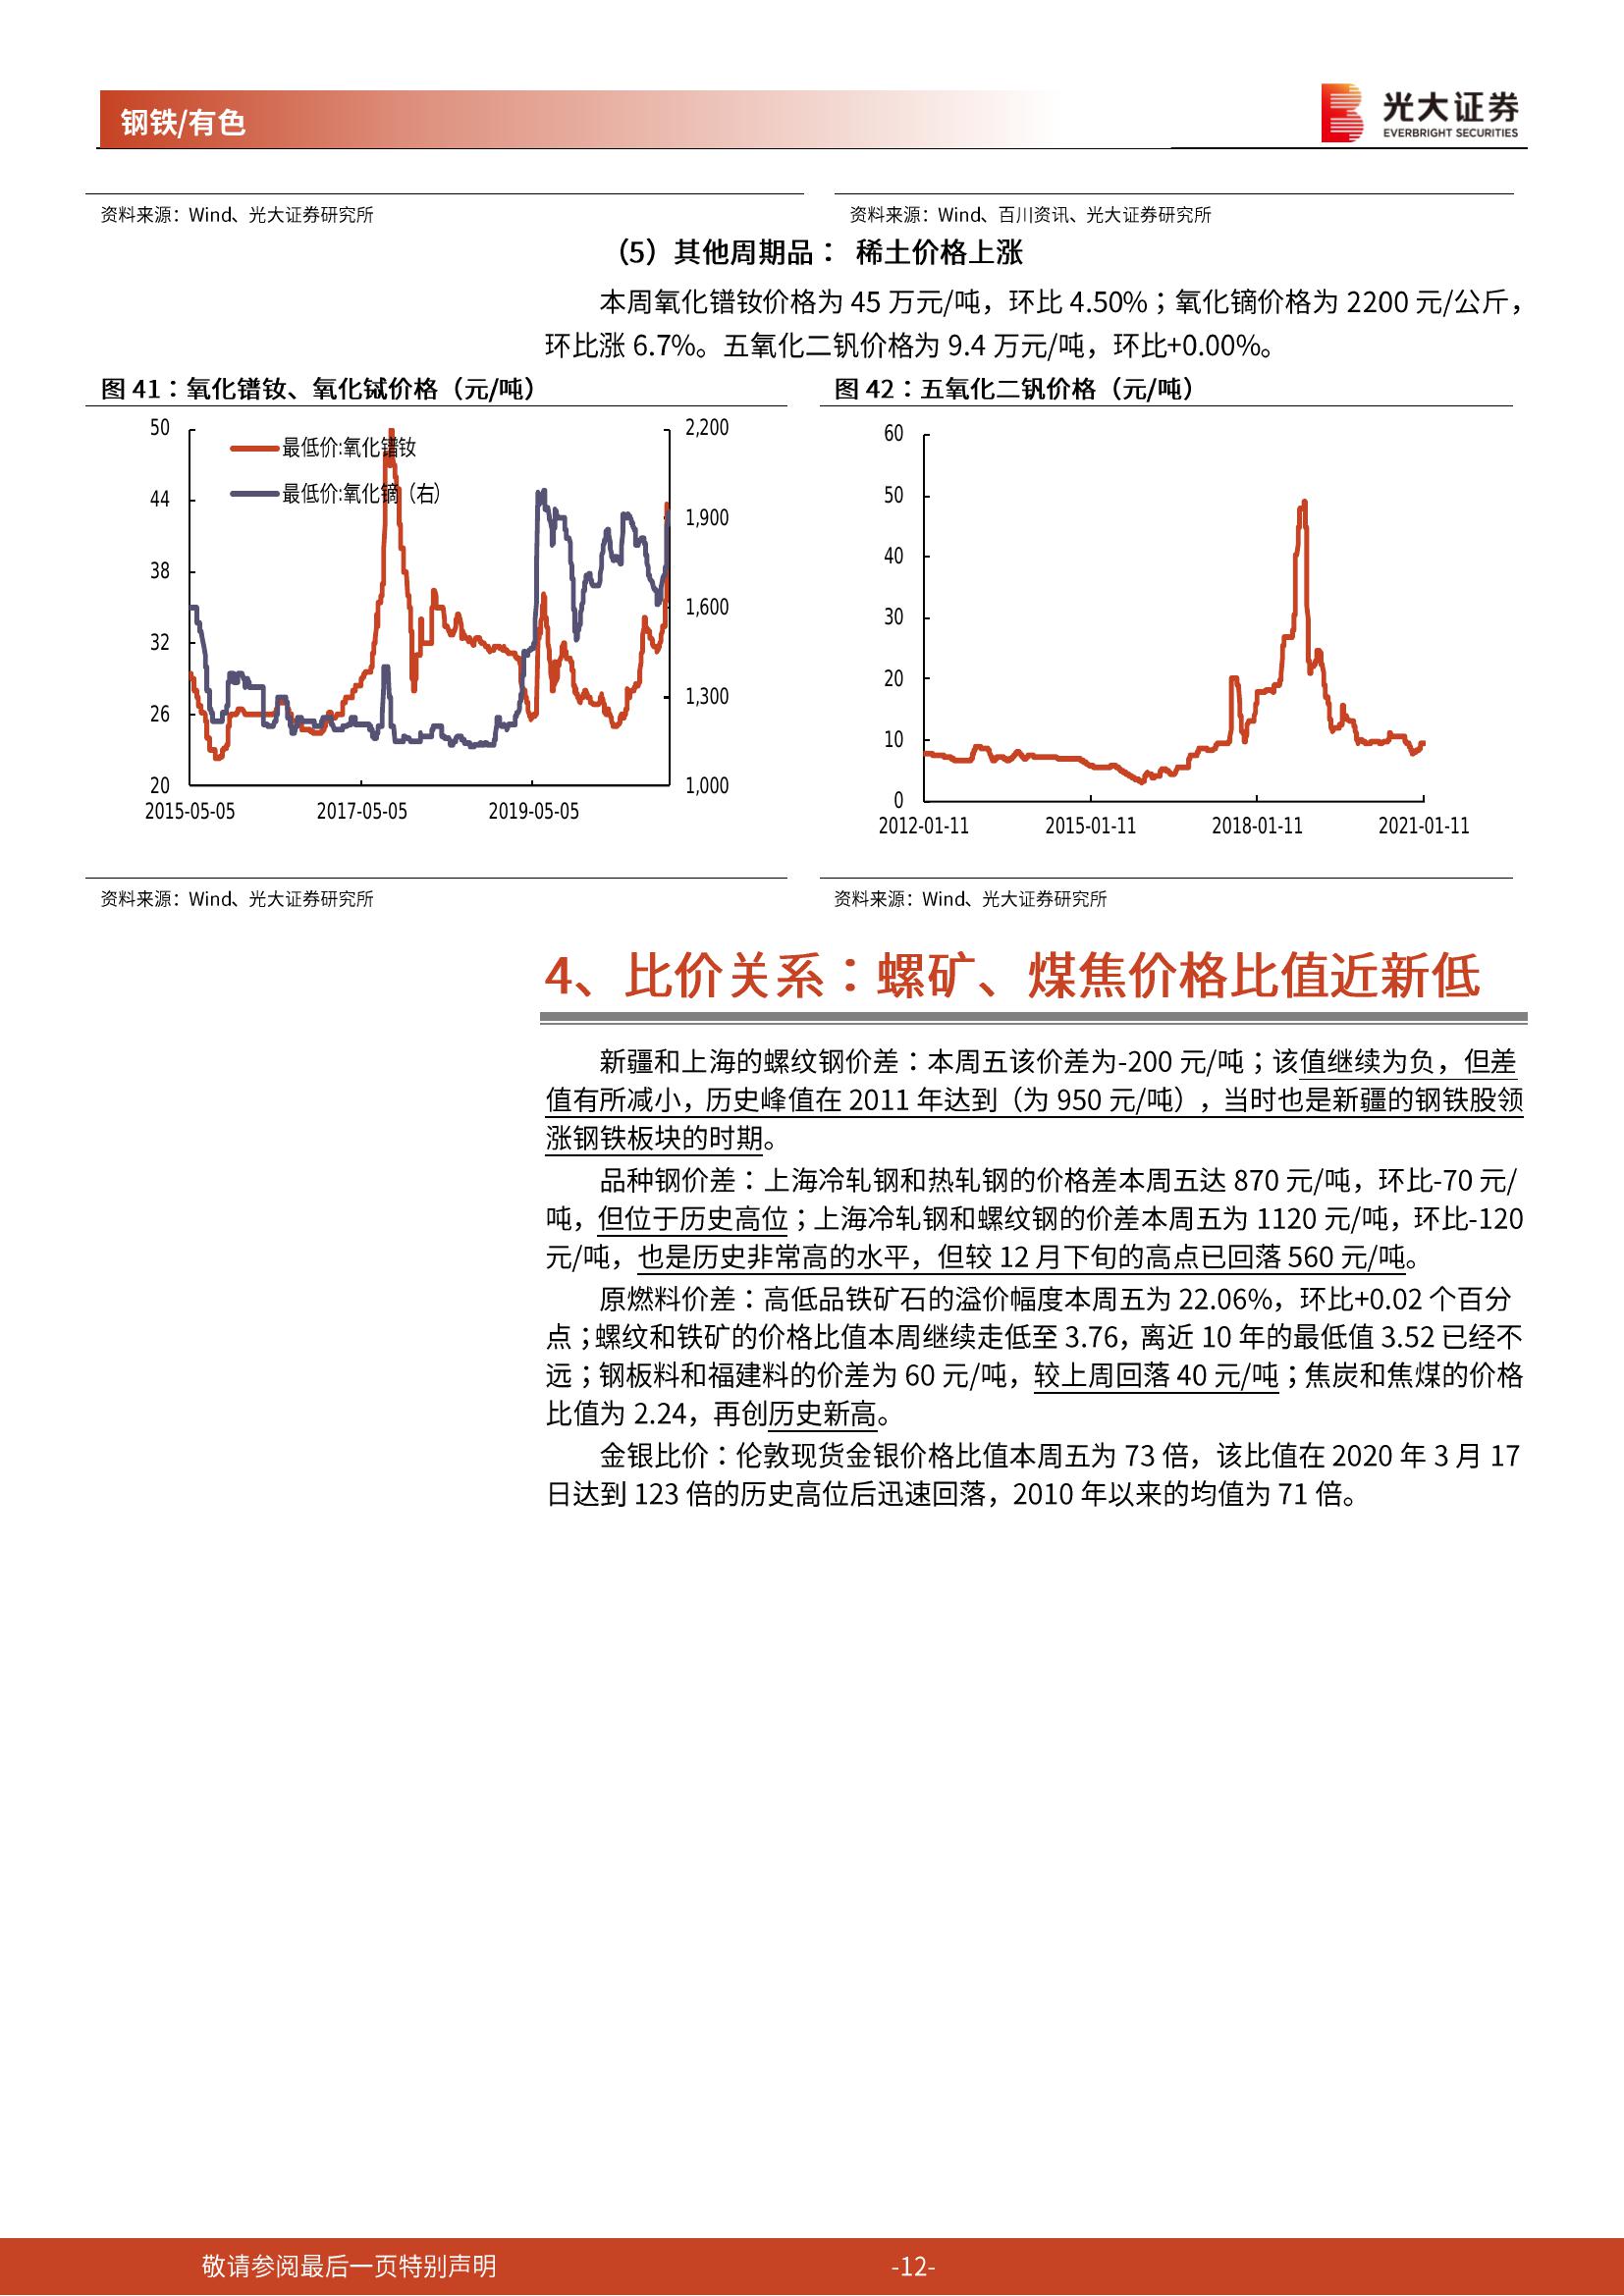 钢铁/有色
光大证券
EVERBRIGHT SECURITIES
资料来源：Wind、光大证券研究所
资料来源：Wind、百川资讯、光大证券研究所
（5）其他周期品： 稀土价格上涨
本周氧化镨钕价格为 45 万元/吨，环比 4.50%；氧化镝价格为 2200 元/公斤，
环比涨 6.7%。五氧化二钒价格为 9.4 万元/吨，环比+0.00%。
图 41：氧化镨钕、氧化铽价格（元/吨）
50
44
38
32
26
20
2,200
1,900
1,600
1,300
1,000
最低价:氧化镨钕
最低价:氧化镝（右）
2015-05-05
2017-05-05
2019-05-05
图 42：五氧化二钒价格（元/吨）
60
50
40
30
20
10
0
2012-01-11
2015-01-11
2018-01-11
2021-01-11
资料来源：Wind、光大证券研究所
资料来源：Wind、光大证券研究所
4、比价关系：螺矿、煤焦价格比值近新低
新疆和上海的螺纹钢价差：本周五该价差为-200 元/吨；该值继续为负，但差
值有所减小，历史峰值在 2011 年达到（为 950 元/吨），当时也是新疆的钢铁股领
涨钢铁板块的时期。
品种钢价差：上海冷轧钢和热轧钢的价格差本周五达 870 元/吨，环比-70 元/
吨，但位于历史高位；上海冷轧钢和螺纹钢的价差本周五为 1120 元/吨，环比-120
元/吨，也是历史非常高的水平，但较 12 月下旬的高点已回落 560 元/吨。
原燃料价差：高低品铁矿石的溢价幅度本周五为 22.06%，环比+0.02 个百分
点；螺纹和铁矿的价格比值本周继续走低至 3.76，离近 10 年的最低值 3.52 已经不
远；钢板料和福建料的价差为 60 元/吨，较上周回落 40 元/吨；焦炭和焦煤的价格
比值为 2.24，再创历史新高。
金银比价：伦敦现货金银价格比值本周五为 73 倍，该比值在 2020 年 3 月 17
日达到 123 倍的历史高位后迅速回落，2010 年以来的均值为 71 倍。
敬请参阅最后一页特别声明
-12-